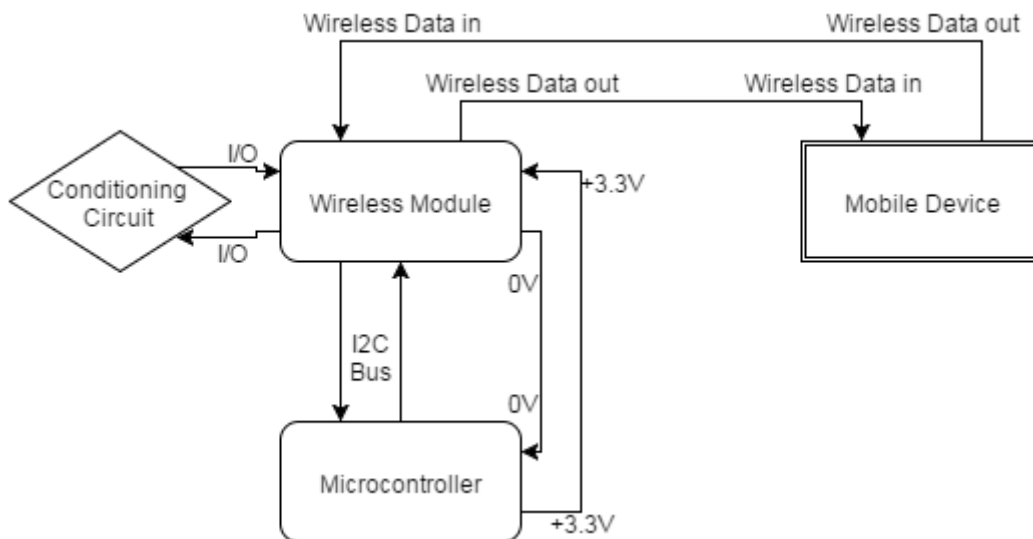 Wireless Data in
Wireless Data out
Wireless Data out
Wireless Data in
I/O
Conditioning
Circuit
Wireless Module
+3.3V
Mobile Device
I/O
0V
I2C
Bus
0V
Microcontroller
+3.3V